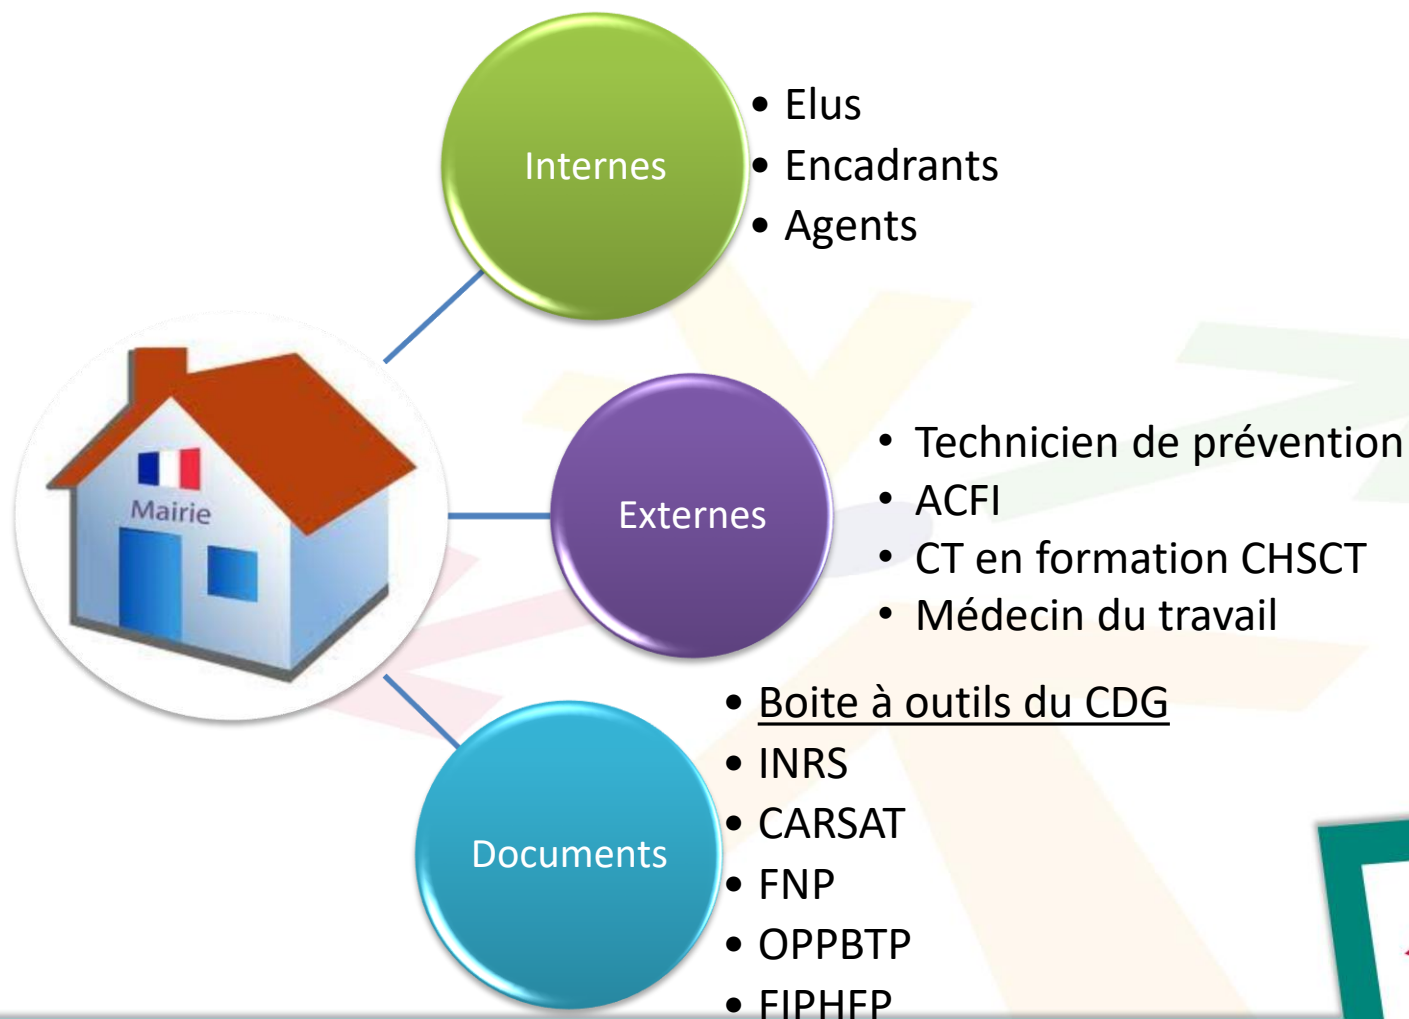 Internes
• Elus
• Encadrants
• Agents
Mairie
Externes
• Technicien de prévention
• ACFI
• CT en formation CHSCT
• Médecin du travail
Documents
• Boite à outils du CDG
• INRS
• CARSAT
• FNP
• OPPBTP
• FIPHFP